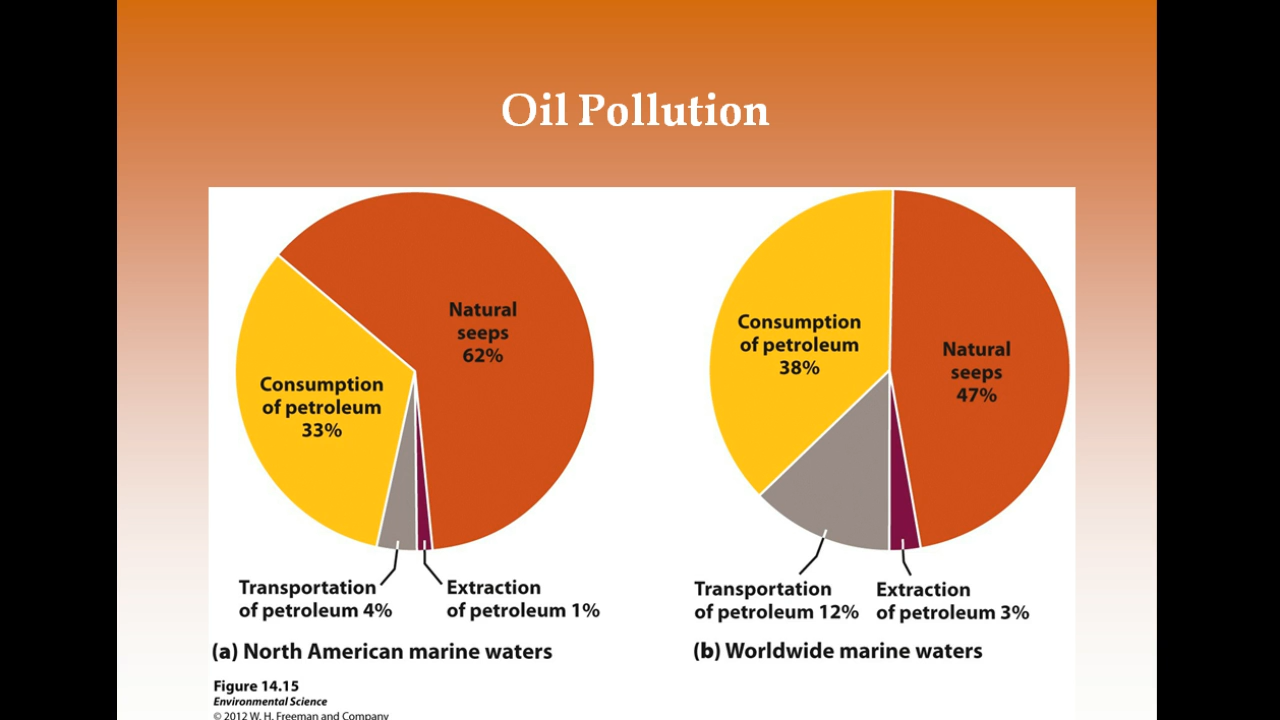 Oil Pollution
Natural
seeps
62%
Consumption
of petroleum
33%
Transportation
of petroleum 4%
Extraction
of petroleum 1%
(a) North American marine waters
Consumption
of petroleum
38%
Natural
seeps
47%
Transportation
of petroleum 12%
Extraction
of petroleum 3%
(b) Worldwide marine waters
Figure 14.15
Environmental Science
© 2012 W. H. Freeman and Company